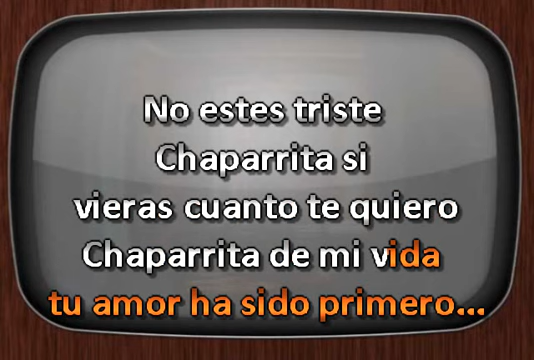 No estes triste
Chaparrita si
vieras cuanto te quiero
Chaparrita de mi vida
tu amor ha sido primero...